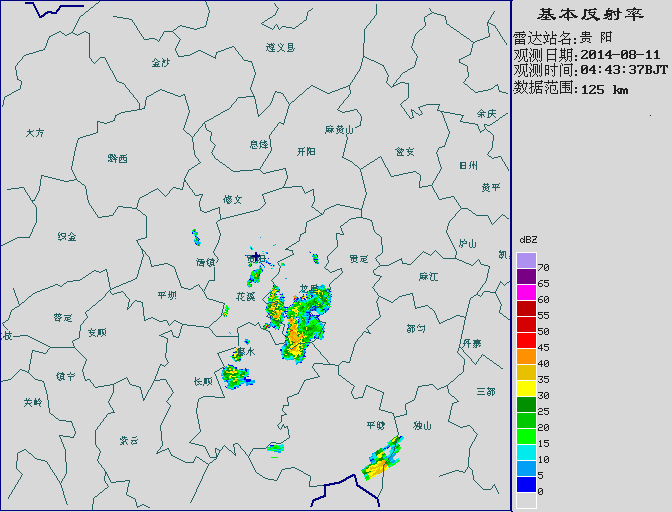 基本反射率
雷达站名:贵 阳
观测日期:2014-08-11
观测时间:04:43:37BJT
数据范围:125 km
遵义县
金沙
余庆
大方
麻黄山
息烽
开阳
瓮安
黔西
旧州
黄平
修文
织金
炉山
凯
清镇
贵阳
贵定
麻江
平坝
花溪
龙里
普定
安顺
都匀
丹寨
枝
惠水
镇宁
长顺
三都
关岭
平塘
独山
紫云
dBZ
70
65
60
55
50
45
40
35
30
25
20
15
10
5
0